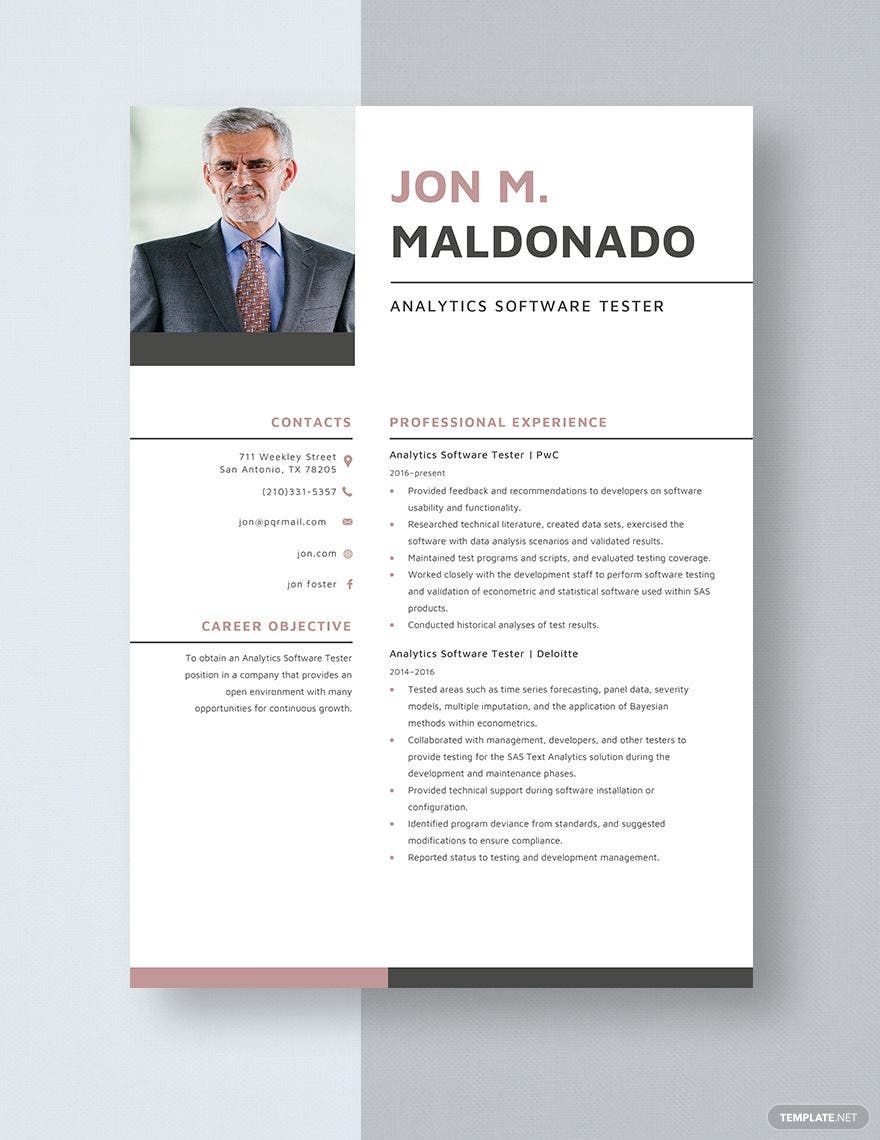 JON M.
MALDONADO
ANALYTICS SOFTWARE TESTER
CONTACTS
711 Weekley Street
San Antonio, TX 78205
(210)331-5357
jon@pqrmail.com
jon.com
jon foster
CAREER OBJECTIVE
To obtain an Analytics Software Tester
position in a company that provides an
open environment with many
opportunities for continuous growth.
PROFESSIONAL EXPERIENCE
Analytics Software Tester | PwC
2016–present
• Provided feedback and recommendations to developers on software
usability and functionality.
• Researched technical literature, created data sets, exercised the
software with data analysis scenarios and validated results.
• Maintained test programs and scripts, and evaluated testing coverage.
• Worked closely with the development staff to perform software testing
and validation of econometric and statistical software used within SAS
products.
• Conducted historical analyses of test results.
Analytics Software Tester | Deloitte
2014–2016
• Tested areas such as time series forecasting, panel data, severity
models, multiple imputation, and the application of Bayesian
methods within econometrics.
• Collaborated with management, developers, and other testers to
provide testing for the SAS Text Analytics solution during the
development and maintenance phases.
• Provided technical support during software installation or
configuration.
• Identified program deviance from standards, and suggested
modifications to ensure compliance.
• Reported status to testing and development management.
TEMPLATE.NET